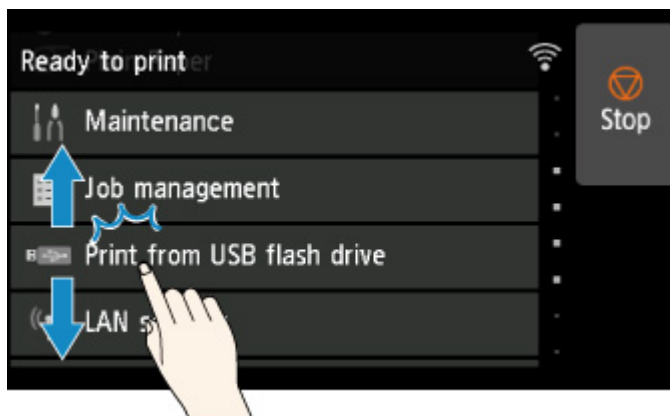 Ready to print
Stop
Maintenance
Job management
Print from USB flash drive
LAN